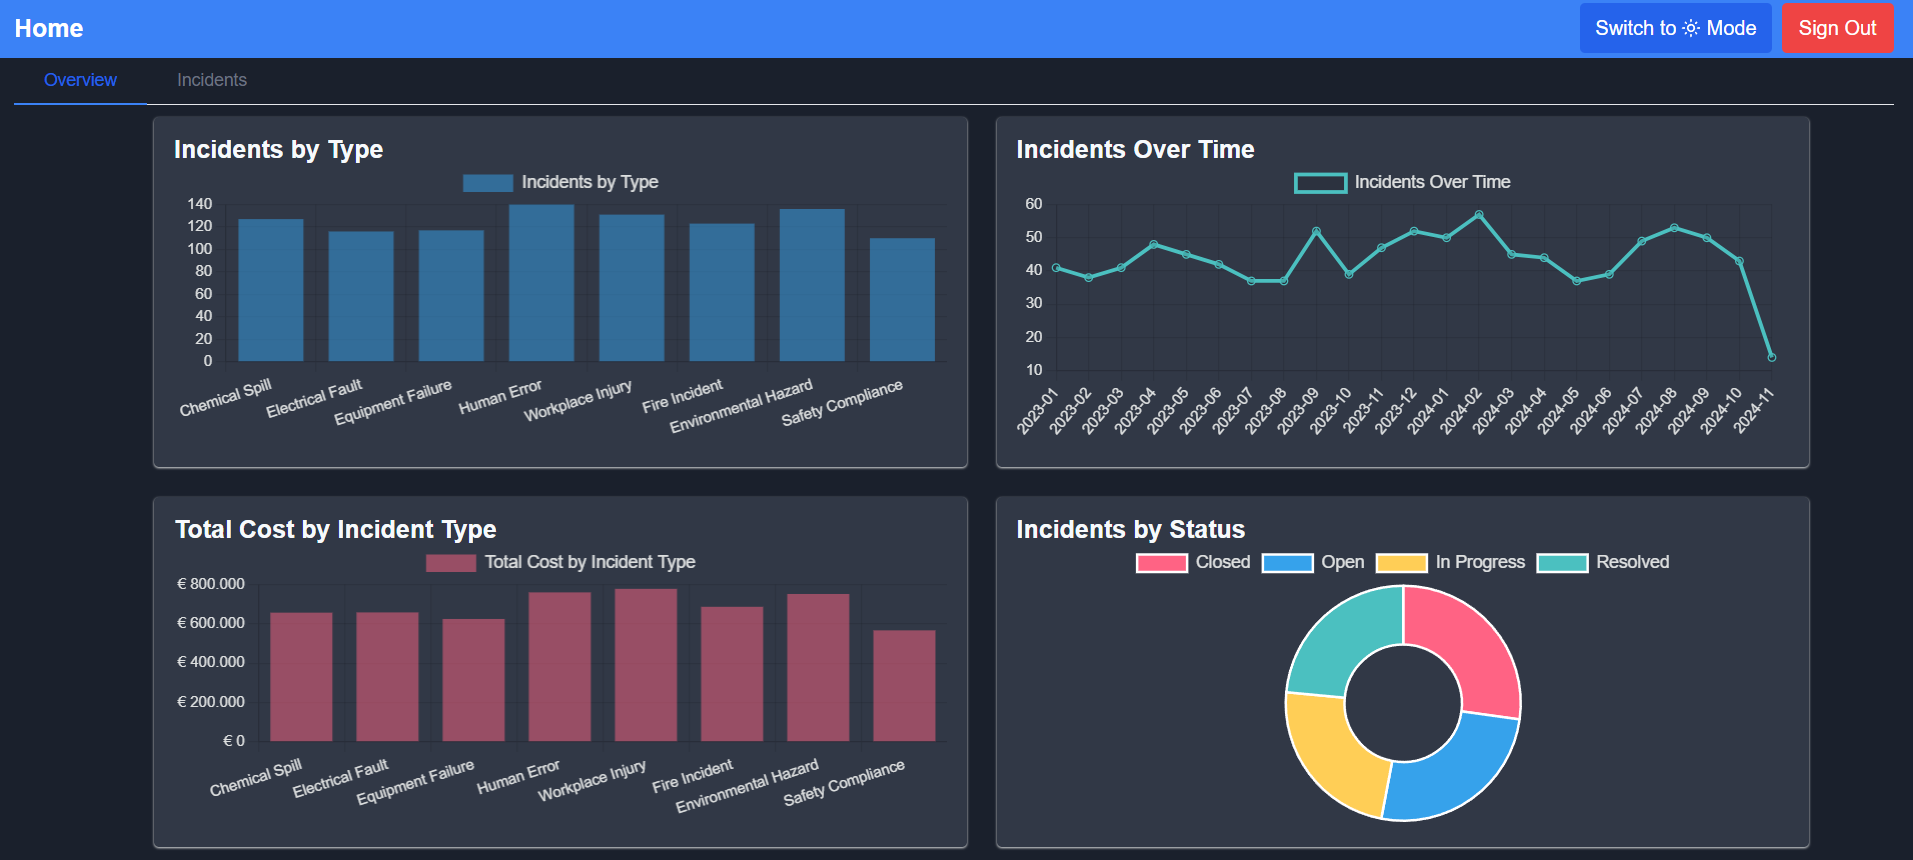 Home
Switch to Mode
Sign Out
Overview
Incidents
Incidents by Type
Incidents by Type
140
120
100
80
60
40
20
0
Chemical Spill
Electrical Fault
Equipment Failure
Human Error
Workplace Injury
Fire Incident
Environmental Hazard
Safety Compliance
Incidents Over Time
Incidents Over Time
60
50
40
30
20
10
2023-01
2023-02
2023-03
2023-04
2023-05
2023-06
2023-07
2023-08
2023-09
2023-10
2023-11
2023-12
2024-01
2024-02
2024-03
2024-04
2024-05
2024-06
2024-07
2024-08
2024-09
2024-10
2024-11
Total Cost by Incident Type
Total Cost by Incident Type
€ 800.000
€ 600.000
€ 400.000
€ 200.000
€ 0
Chemical Spill
Electrical Fault
Equipment Failure
Human Error
Workplace Injury
Fire Incident
Environmental Hazard
Safety Compliance
Incidents by Status
Closed
Open
In Progress
Resolved